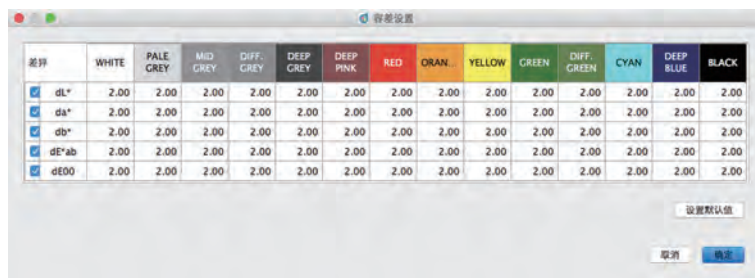 容差设置
差异 WHITE PALE GREY MID GREY DIFF. GREY DEEP GREY DEEP PINK RED ORAN... YELLOW GREEN DIFF. GREEN CYAN DEEP BLUE BLACK
dL* 2.00 2.00 2.00 2.00 2.00 2.00 2.00 2.00 2.00 2.00 2.00 2.00 2.00 2.00
da* 2.00 2.00 2.00 2.00 2.00 2.00 2.00 2.00 2.00 2.00 2.00 2.00 2.00 2.00
db* 2.00 2.00 2.00 2.00 2.00 2.00 2.00 2.00 2.00 2.00 2.00 2.00 2.00 2.00
dE*ab 2.00 2.00 2.00 2.00 2.00 2.00 2.00 2.00 2.00 2.00 2.00 2.00 2.00 2.00
dE00 2.00 2.00 2.00 2.00 2.00 2.00 2.00 2.00 2.00 2.00 2.00 2.00 2.00 2.00
设置默认值
取消 确定